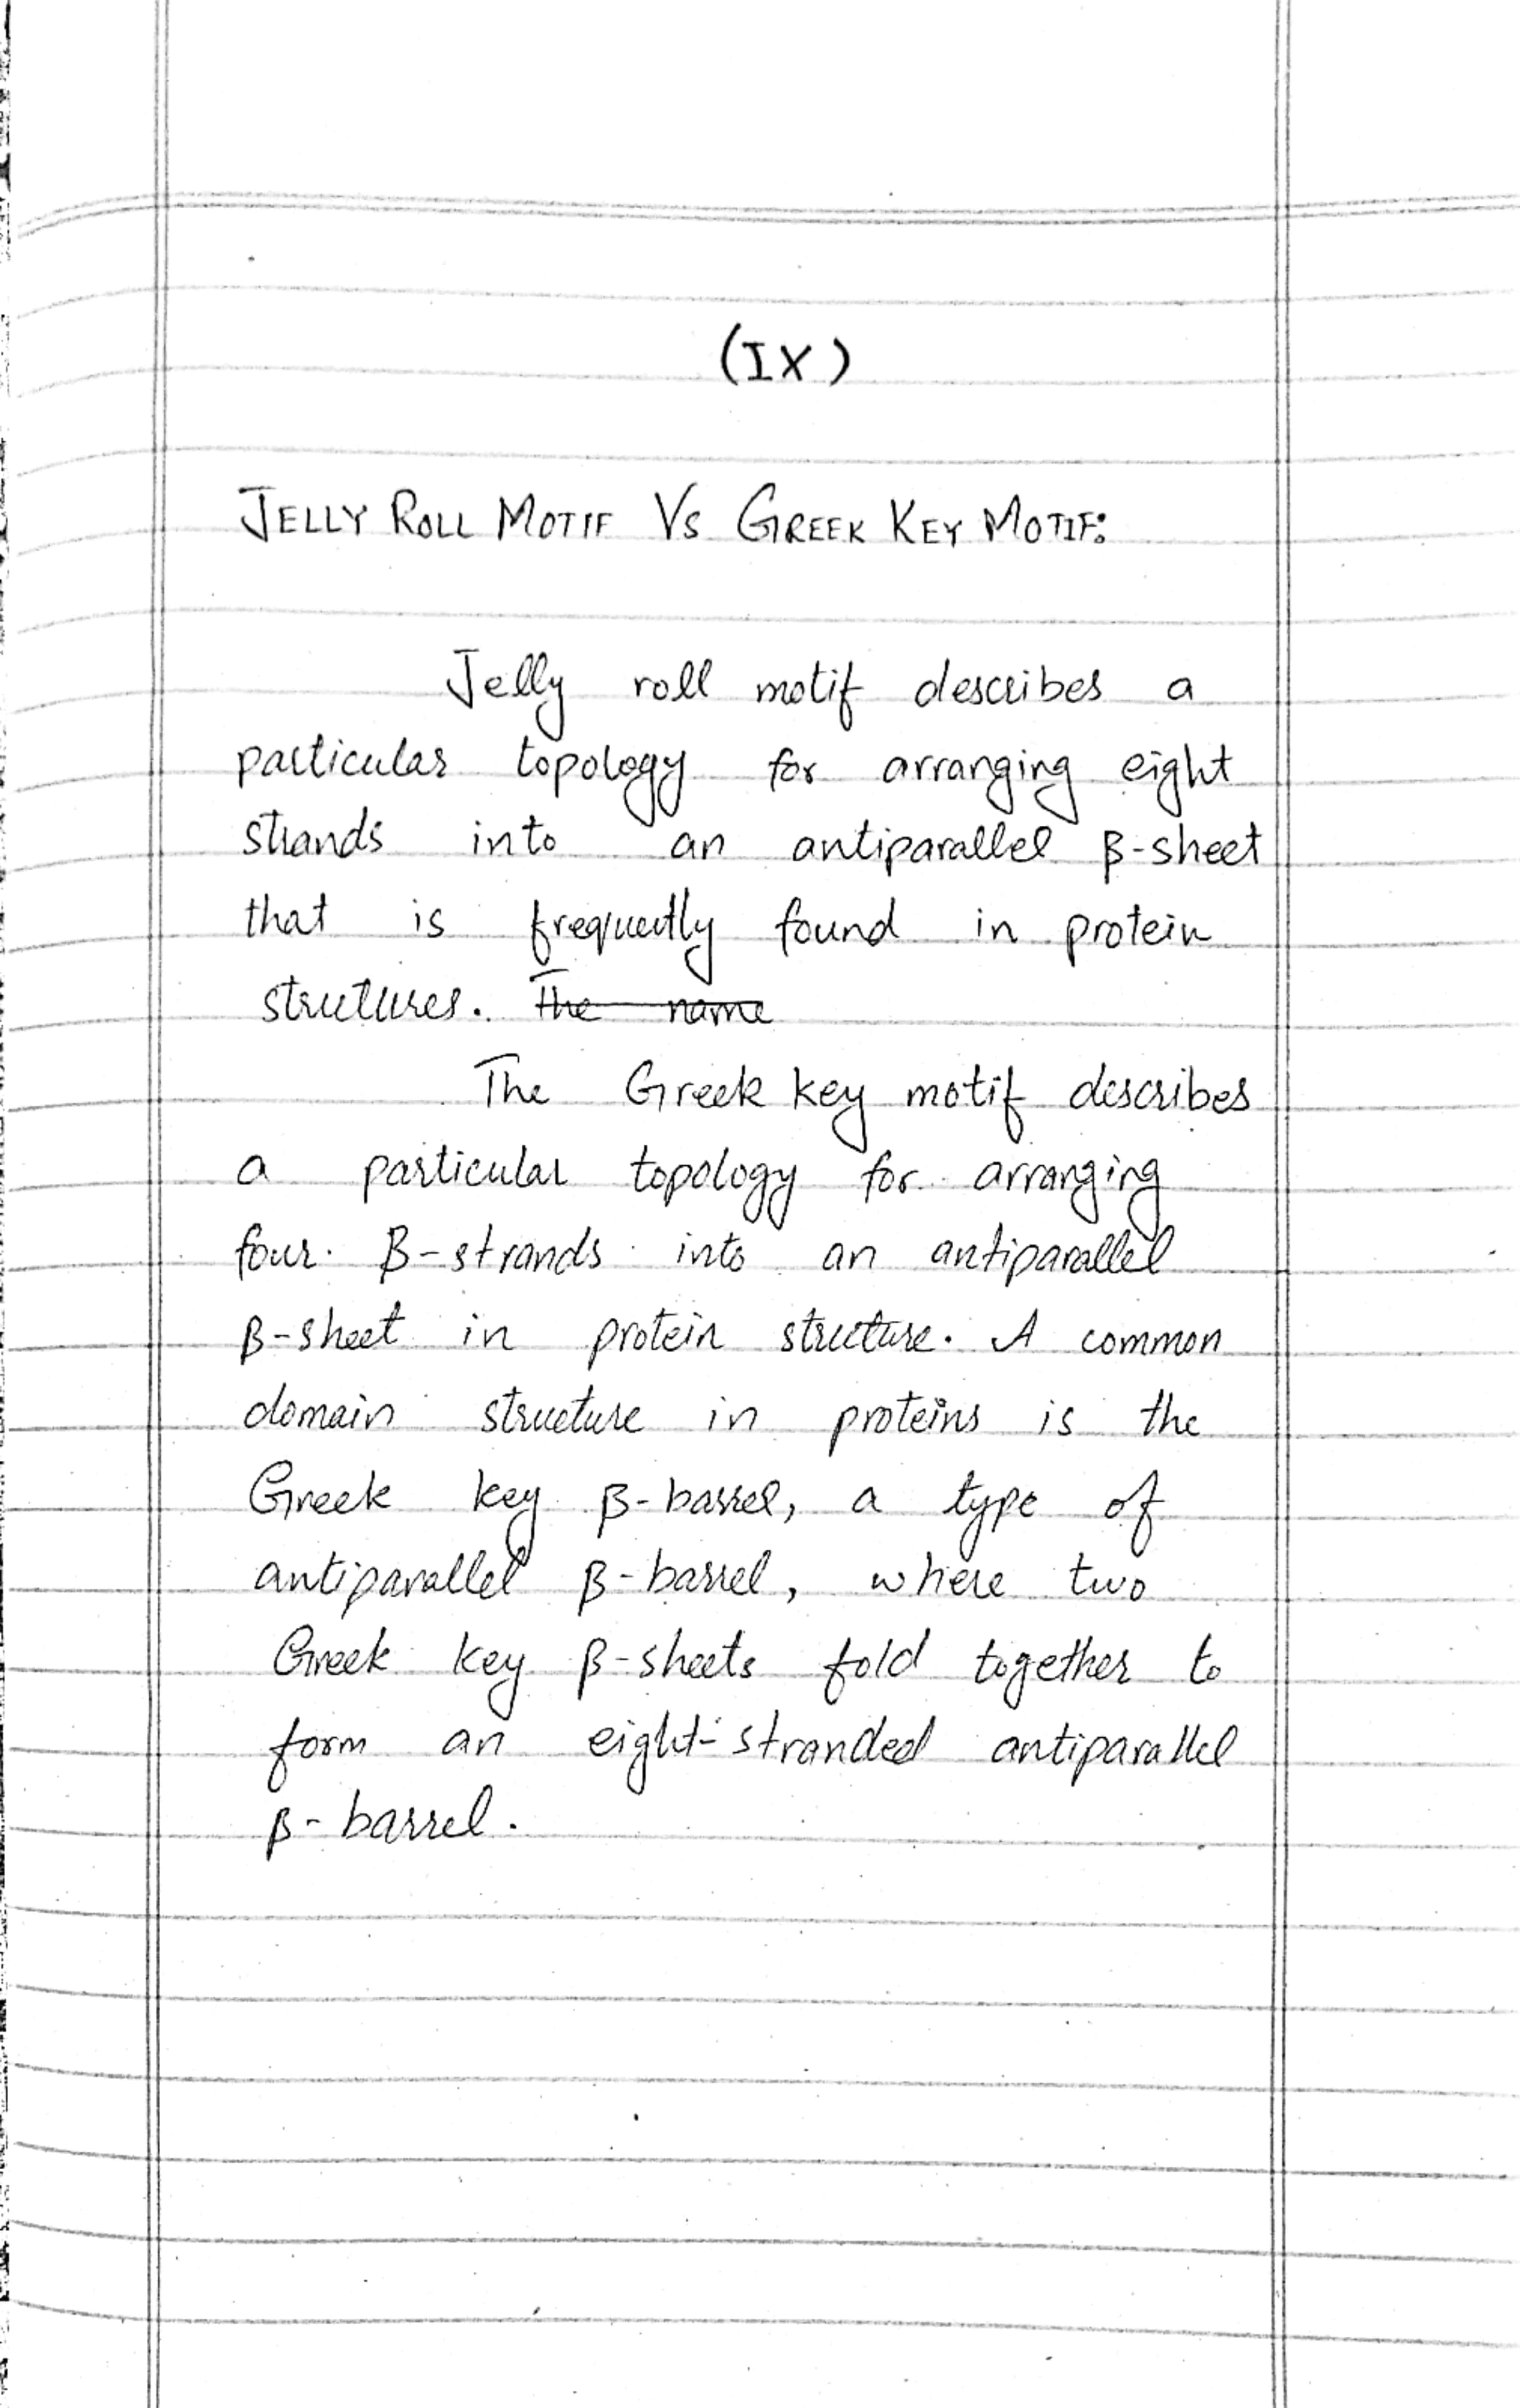 (IX)
JELLY ROLL MOTIF Vs GREEK KEY MOTIF:
Jelly roll motif describes a
particular topology for arranging eight
strands into an antiparallel β-sheet
that is frequently found in protein
structures. The name
The Greek key motif describes
a particular topology for arranging
four β-strands into an antiparallel
β-sheet in protein structure. A common
domain structure in proteins is the
Greek key β-barrel, a type of
antiparallel β-barrel, where two
Greek key β-sheets fold together to
form an eight-stranded antiparallel
β-barrel.